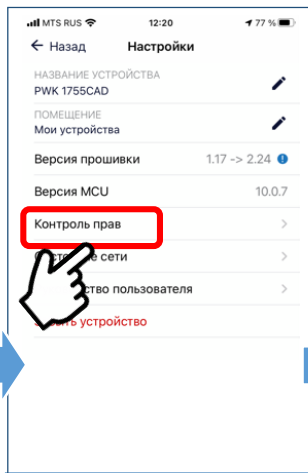 MTS RUS 12:20 77 %
← Назад Настройки
НАЗВАНИЕ УСТРОЙСТВА
PWK 1755CAD
ПОМЕЩЕНИЕ
Мои устройства
Версия прошивки 1.17 -> 2.24
Версия MCU 10.0.7
Контроль прав
сети
пользователя
устройство